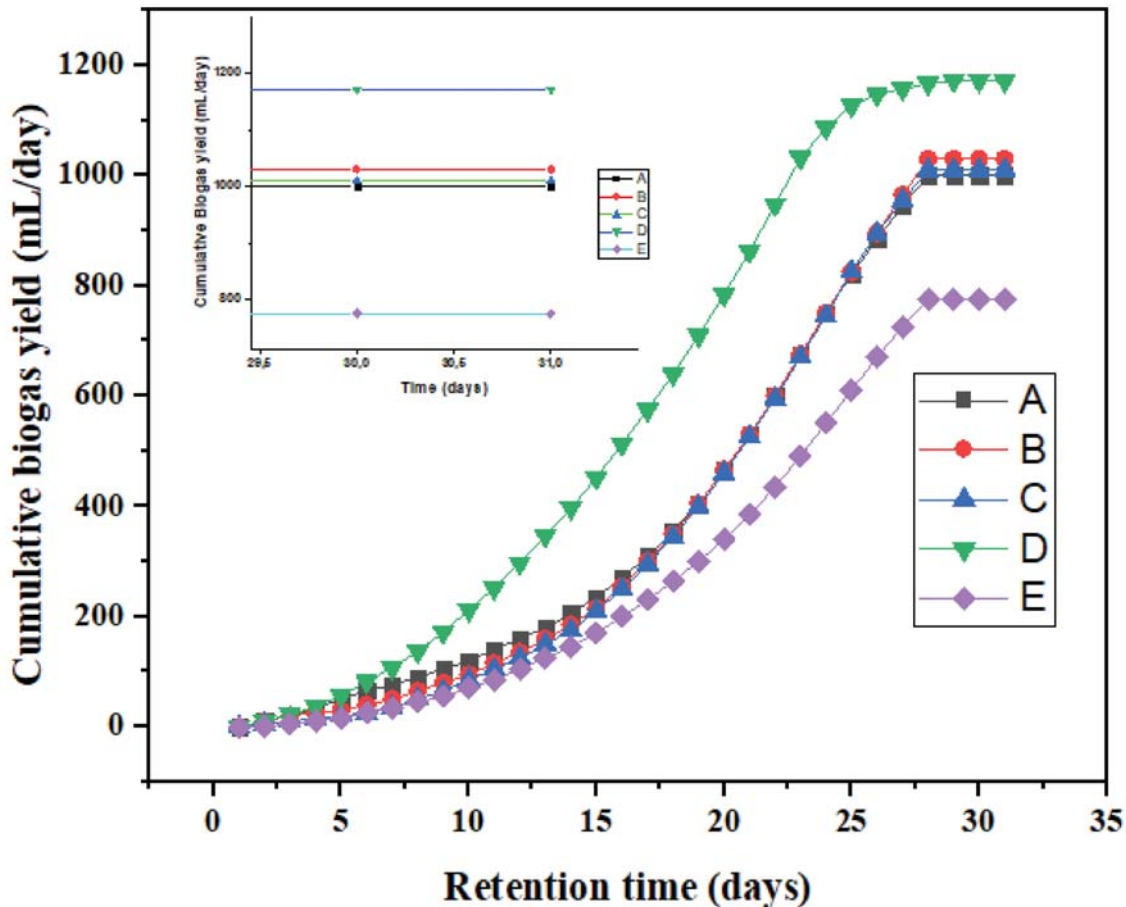 Cumulative biogas yield (mL/day)
1200
1000
800
600
400
200
0
0 5 10 15 20 25 30 35
Retention time (days)
Cumulative Biogas yield (mL/day)
1200
1000
800
29,5 30,0 30,5 31,0
Time (days)
A
B
C
D
E
A
B
C
D
E